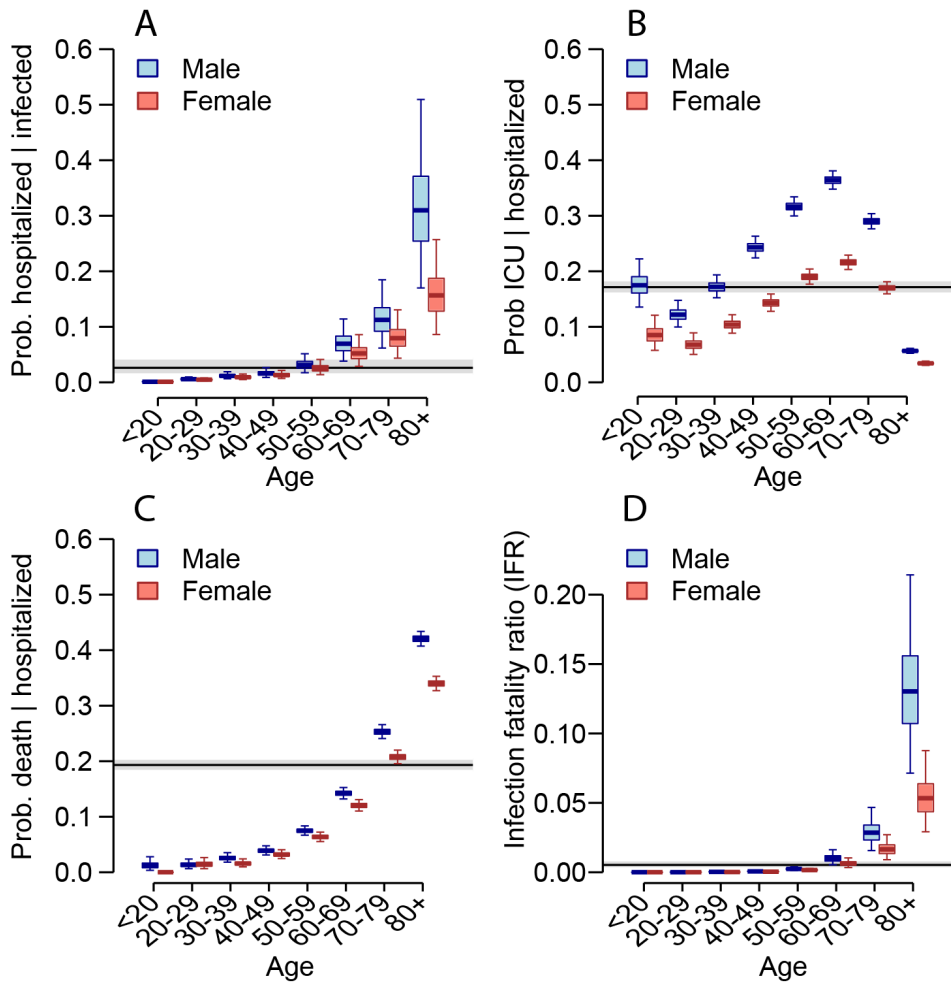 A
Prob. hospitalized | infected
0.6
0.5
0.4
0.3
0.2
0.1
0.0
Male
Female
<20
20-29
30-39
40-49
50-59
60-69
70-79
80+
Age
B
Prob ICU | hospitalized
0.6
0.5
0.4
0.3
0.2
0.1
0.0
Male
Female
<20
20-29
30-39
40-49
50-59
60-69
70-79
80+
Age
C
Prob. death | hospitalized
0.6
0.5
0.4
0.3
0.2
0.1
0.0
Male
Female
<20
20-29
30-39
40-49
50-59
60-69
70-79
80+
Age
D
Infection fatality ratio (IFR)
0.20
0.15
0.10
0.05
0.00
Male
Female
<20
20-29
30-39
40-49
50-59
60-69
70-79
80+
Age